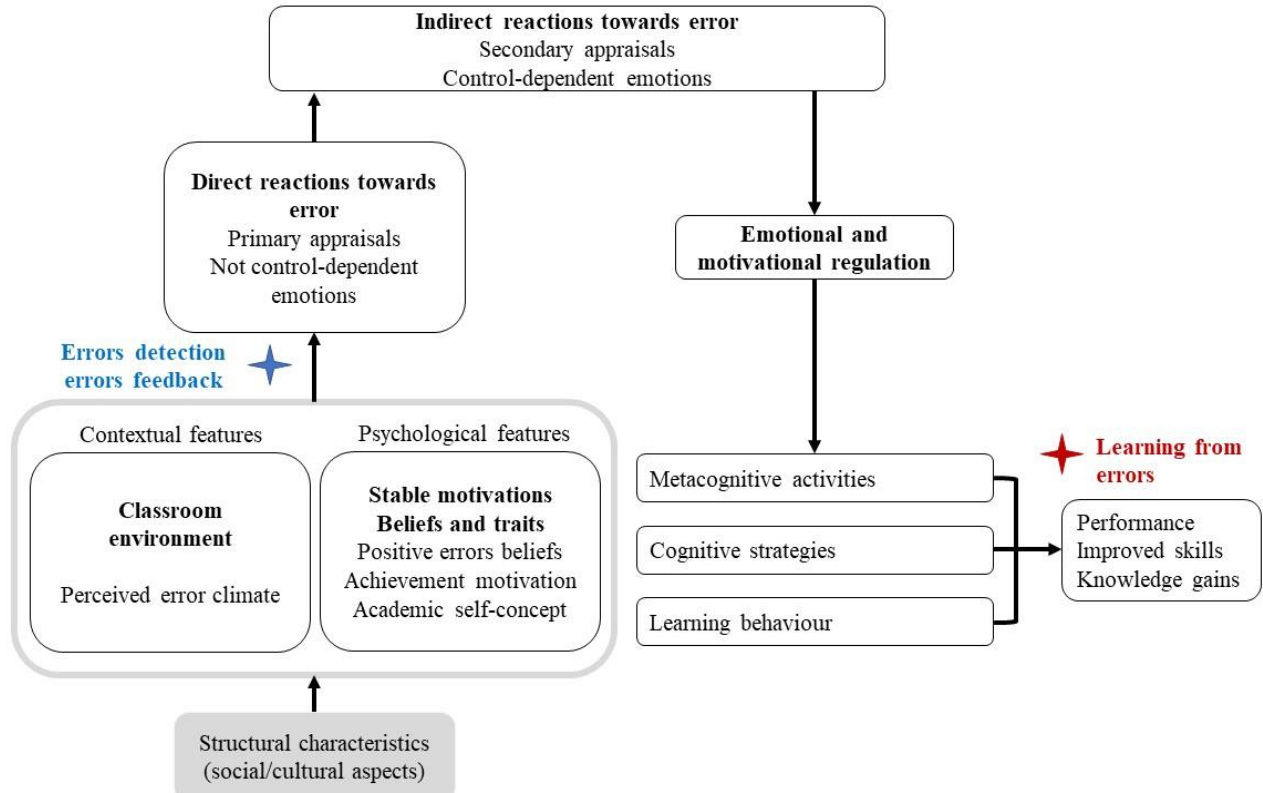 Indirect reactions towards error
Secondary appraisals
Control-dependent emotions
Direct reactions towards
error
Primary appraisals
Not control-dependent
emotions
Emotional and
motivational regulation
Errors detection
errors feedback
Contextual features
Psychological features
Classroom
environment
Perceived error climate
Stable motivations
Beliefs and traits
Positive errors beliefs
Achievement motivation
Academic self-concept
Structural characteristics
(social/cultural aspects)
Metacognitive activities
Cognitive strategies
Learning behaviour
Learning from
errors
Performance
Improved skills
Knowledge gains